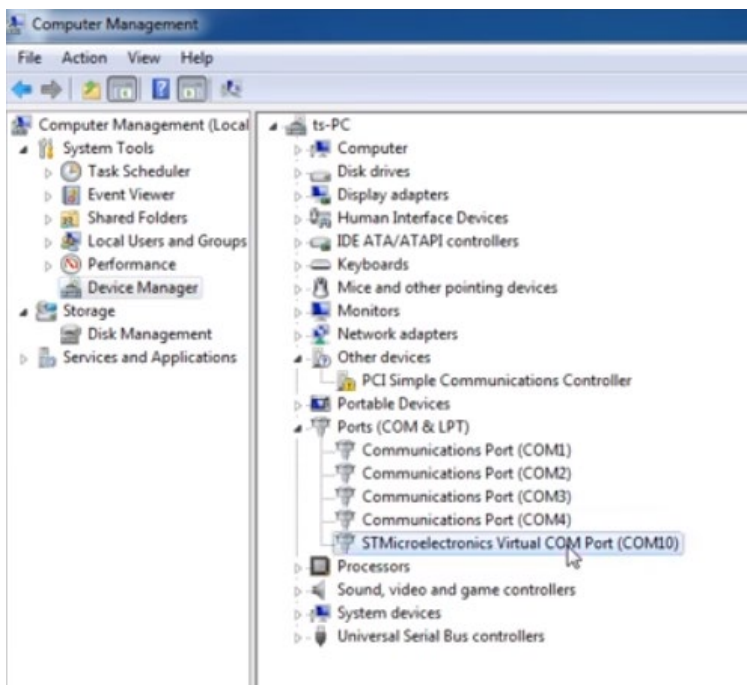 Computer Management
File Action View Help
Computer Management (Local
System Tools
Task Scheduler
Event Viewer
Shared Folders
Local Users and Groups
Performance
Device Manager
Storage
Disk Management
Services and Applications
ts-PC
Computer
Disk drives
Display adapters
Human Interface Devices
IDE ATA/ATAPI controllers
Keyboards
Mice and other pointing devices
Monitors
Network adapters
Other devices
PCI Simple Communications Controller
Portable Devices
Ports (COM & LPT)
Communications Port (COM1)
Communications Port (COM2)
Communications Port (COM3)
Communications Port (COM4)
STMicroelectronics Virtual COM Port (COM10)
Processors
Sound, video and game controllers
System devices
Universal Serial Bus controllers